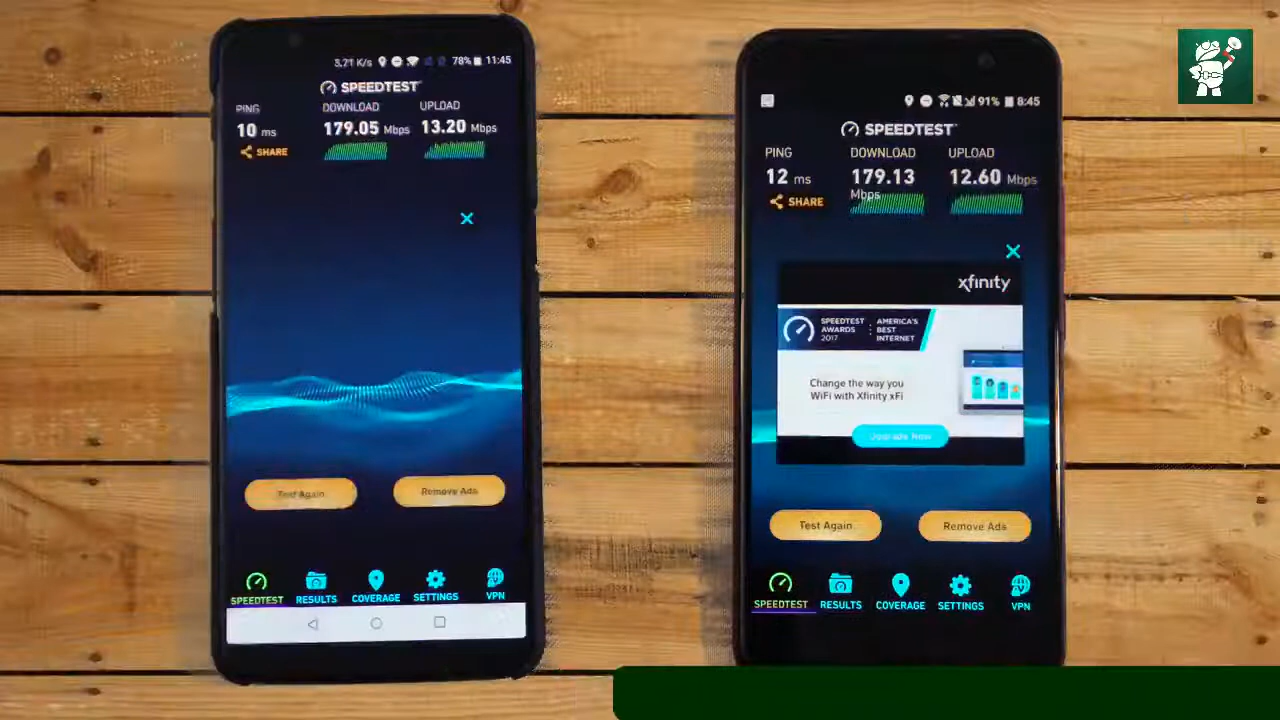 3.71 K/s 78% 11:45
SPEEDTEST
PING DOWNLOAD UPLOAD
10 ms 179.05 Mbps 13.20 Mbps
SHARE
Test Again Remove Ads
SPEEDTEST RESULTS COVERAGE SETTINGS VPN
91% 8:45
SPEEDTEST
PING DOWNLOAD UPLOAD
12 ms 179.13 Mbps 12.60 Mbps
SHARE
xfinity
SPEEDTEST AWARDS 2017 AMERICA'S BEST INTERNET
Change the way you
WiFi with Xfinity xFi
Upgrade Now
Test Again Remove Ads
SPEEDTEST RESULTS COVERAGE SETTINGS VPN